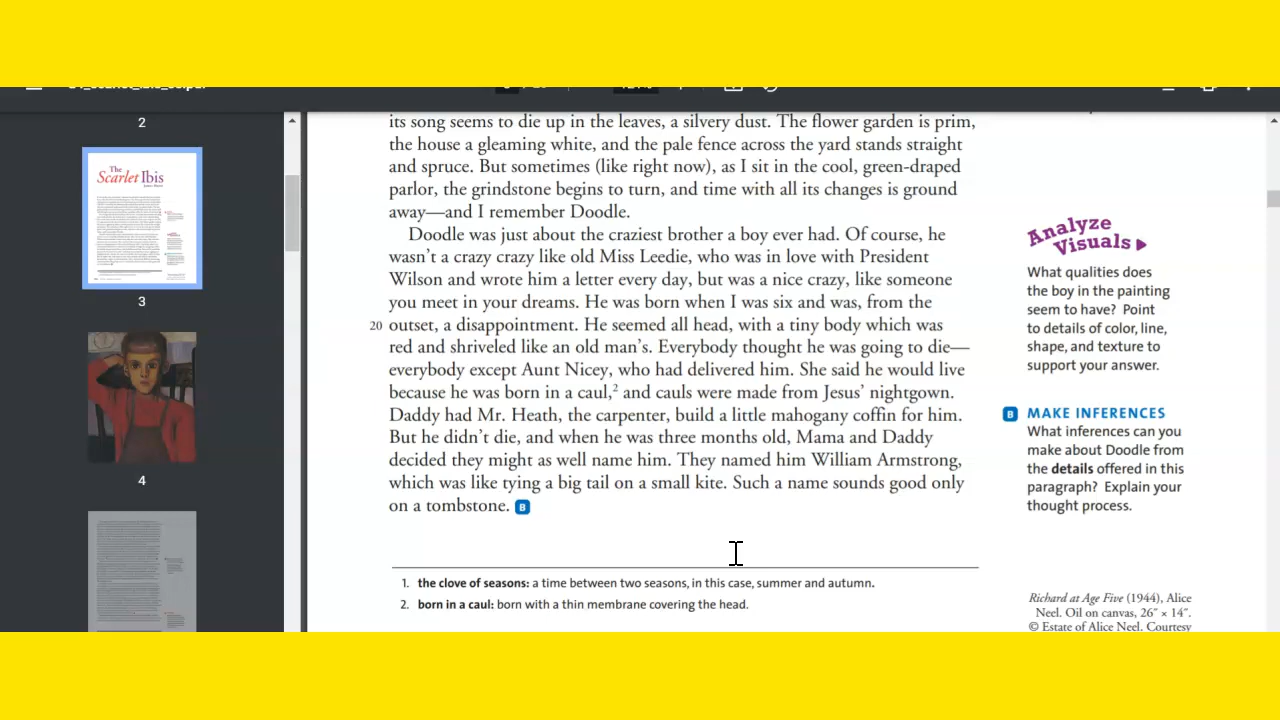 2
The
Scarlet Ibis
3
4
its song seems to die up in the leaves, a silvery dust. The flower garden is prim,
the house a gleaming white, and the pale fence across the yard stands straight
and spruce. But sometimes (like right now), as I sit in the cool, green-draped
parlor, the grindstone begins to turn, and time with all its changes is ground
away—and I remember Doodle.
Doodle was just about the craziest brother a boy ever had. Of course, he
wasn't a crazy crazy like old Miss Leedie, who was in love with President
Wilson and wrote him a letter every day, but was a nice crazy, like someone
you meet in your dreams. He was born when I was six and was, from the
20 outset, a disappointment. He seemed all head, with a tiny body which was
red and shriveled like an old man's. Everybody thought he was going to die—
everybody except Aunt Nicey, who had delivered him. She said he would live
because he was born in a caul,2 and cauls were made from Jesus' nightgown.
Daddy had Mr. Heath, the carpenter, build a little mahogany coffin for him.
But he didn't die, and when he was three months old, Mama and Daddy
decided they might as well name him. They named him William Armstrong,
which was like tying a big tail on a small kite. Such a name sounds good only
on a tombstone. B
1. the clove of seasons: a time between two seasons, in this case, summer and autumn.
2. born in a caul: born with a thin membrane covering the head.
Analyze
Visuals
What qualities does
the boy in the painting
seem to have? Point
to details of color, line,
shape, and texture to
support your answer.
B MAKE INFERENCES
What inferences can you
make about Doodle from
the details offered in this
paragraph? Explain your
thought process.
Richard at Age Five (1944), Alice
Neel. Oil on canvas, 26″ × 14″.
© Estate of Alice Neel. Courtesy